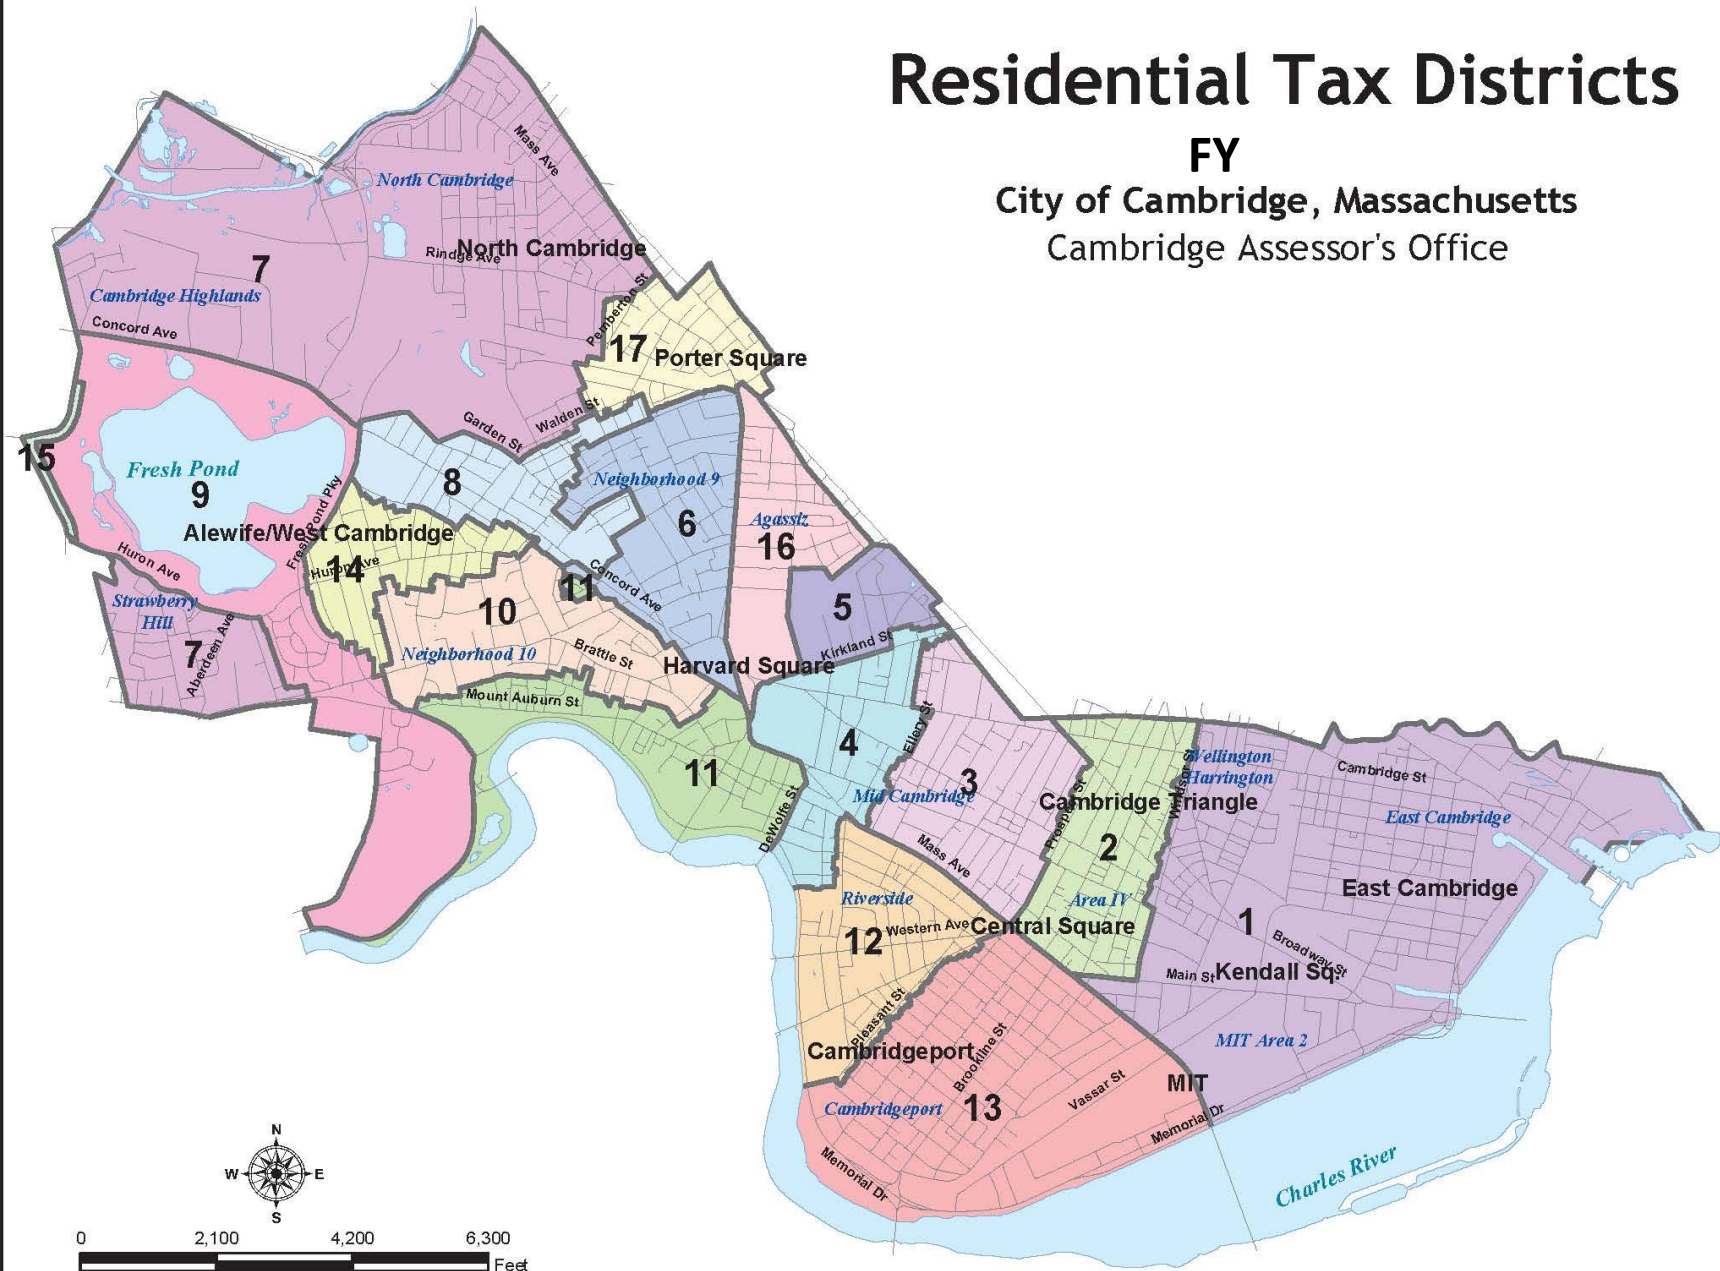 Residential Tax Districts
FY
City of Cambridge, Massachusetts
Cambridge Assessor's Office
Mass Ave
North Cambridge
Rindge Ave
North Cambridge
7
Cambridge Highlands
Concord Ave
Pemberton St
17
Porter Square
Walden St
Garden St
15
Fresh Pond
9
8
Neighborhood 9
6
Agassiz
16
Alewife/West Cambridge
Fresh Pond Pky
Huron Ave
14
Huron Ave
11
Concord Ave
5
Kirkland St
Strawberry
Hill
7
Aberdeen Ave
10
Neighborhood 10
Brattle St
Harvard Square
Mount Auburn St
11
DeWolfe St
4
Ellery St
Mid Cambridge
3
Mass Ave
Prospect St
Cambridge Triangle
2
Area IV
Windsor St
Wellington
Harrington
Cambridge St
East Cambridge
East Cambridge
1
Broadway St
Main St
Kendall Sq.
MIT Area 2
Riverside
12
Western Ave
Central Square
Pleasant St
Cambridgeport
Brookline St
Cambridgeport
13
Vassar St
MIT
Memorial Dr
Memorial Dr
Charles River
N
W
E
S
0
2,100
4,200
6,300
Feet